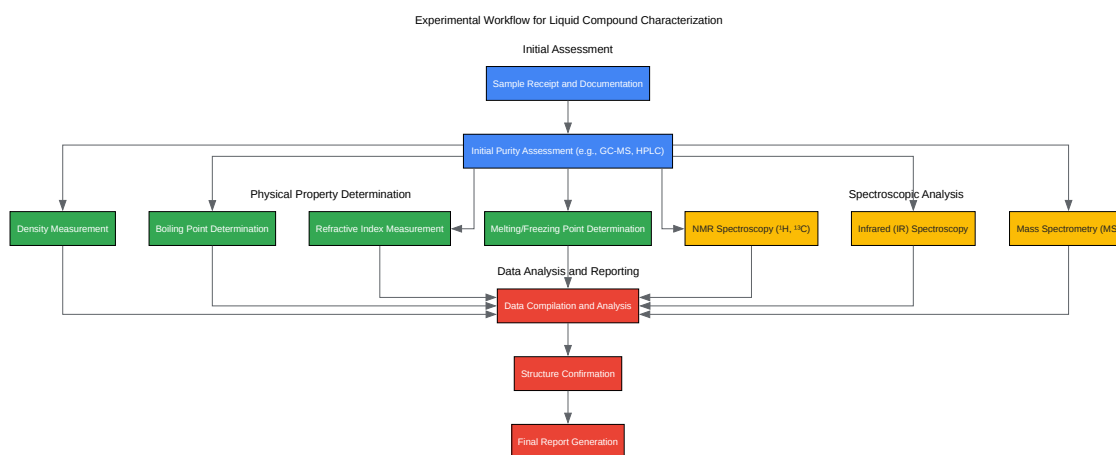 Experimental Workflow for Liquid Compound Characterization
Initial Assessment
Sample Receipt and Documentation
Initial Purity Assessment (e.g., GC-MS, HPLC)
Physical Property Determination
Spectroscopic Analysis
Density Measurement
Boiling Point Determination
Refractive Index Measurement
Melting/Freezing Point Determination
NMR Spectroscopy (¹H, ¹³C)
Infrared (IR) Spectroscopy
Mass Spectrometry (MS
Data Analysis and Reporting
Data Compilation and Analysis
Structure Confirmation
Final Report Generation